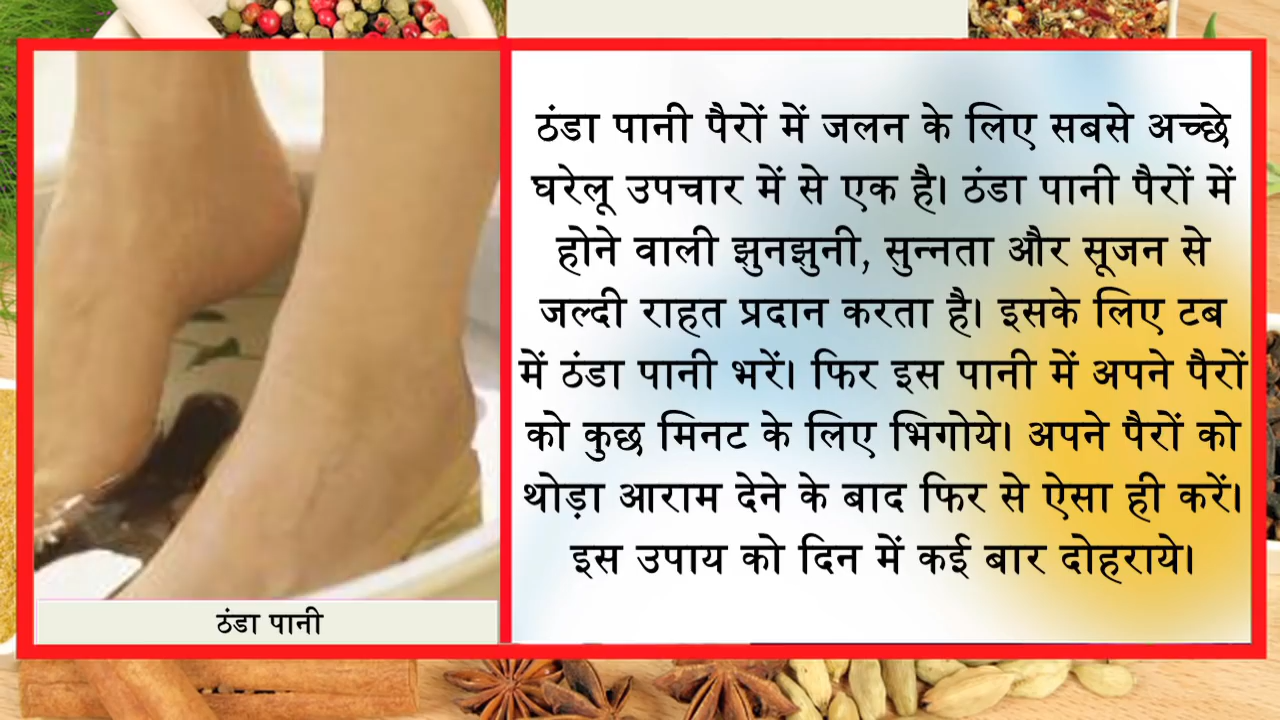 ठंडा पानी पैरों में जलन के लिए सबसे अच्छे
घरेलू उपचार में से एक है। ठंडा पानी पैरों में
होने वाली झुनझुनी, सुन्नता और सूजन से
जल्दी राहत प्रदान करता है। इसके लिए टब
में ठंडा पानी भरें। फिर इस पानी में अपने पैरों
को कुछ मिनट के लिए भिगोये। अपने पैरों को
थोड़ा आराम देने के बाद फिर से ऐसा ही करें।
इस उपाय को दिन में कई बार दोहराये।
ठंडा पानी